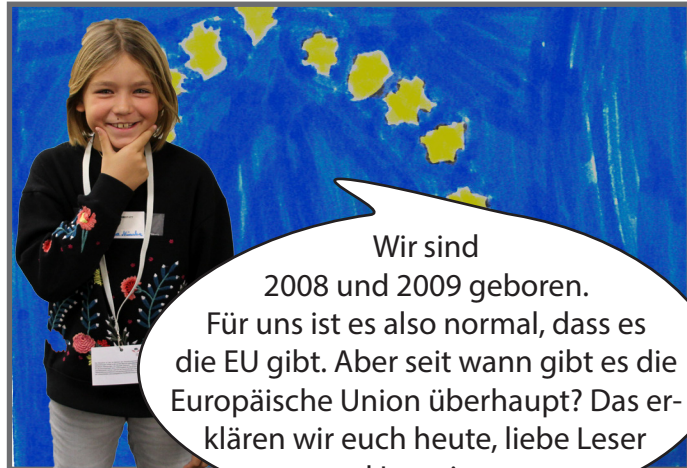 Wir sind
2008 und 2009 geboren.
Für uns ist es also normal, dass es
die EU gibt. Aber seit wann gibt es die
Europäische Union überhaupt? Das er-
klären wir euch heute, liebe Leser